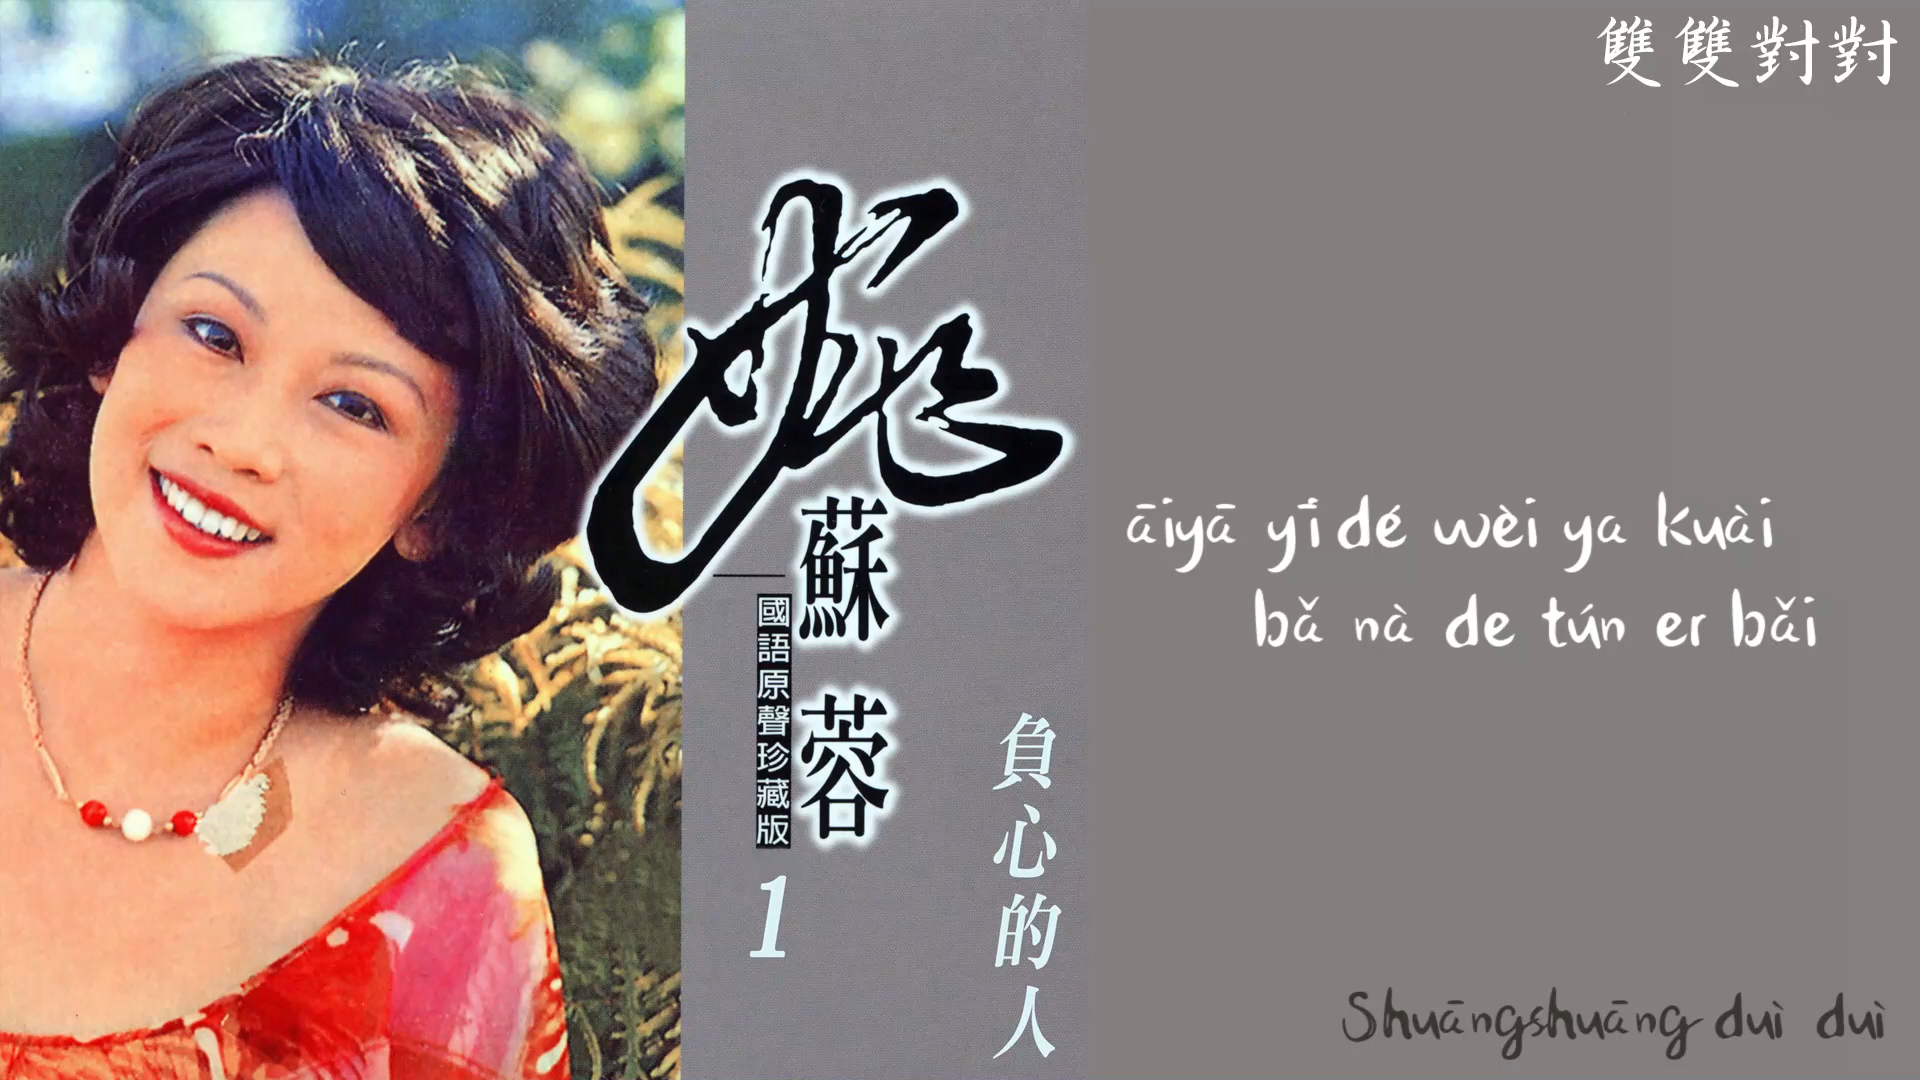 雙雙對對
姚
蘇蓉
國語原聲珍藏版
1
負心的人
āiyā yī dé wèi ya kuài
bǎ nà de tún er bǎi
Shuāngshuāng duì duì